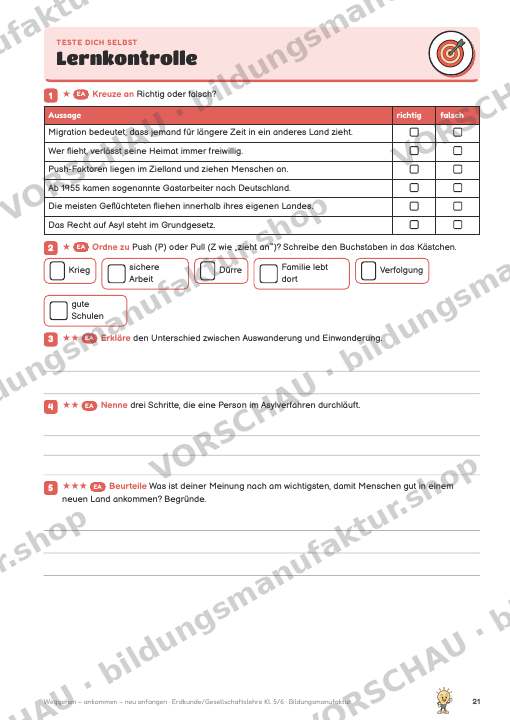 TESTE DICH SELBST
Lernkontrolle
1 ★ EA Kreuze an Richtig oder falsch?
Aussage richtig falsch
Migration bedeutet, dass jemand für längere Zeit in ein anderes Land zieht.
Wer flieht, verlässt seine Heimat immer freiwillig.
Push-Faktoren liegen im Zielland und ziehen Menschen an.
Ab 1955 kamen sogenannte Gastarbeiter nach Deutschland.
Die meisten Geflüchteten fliehen innerhalb ihres eigenen Landes.
Das Recht auf Asyl steht im Grundgesetz.
2 ★ EA Ordne zu Push (P) oder Pull (Z wie „zieht an")? Schreibe den Buchstaben in das Kästchen.
Krieg
sichere
Arbeit
Dürre
Familie lebt
dort
Verfolgung
gute
Schulen
3 ★★ EA Erkläre den Unterschied zwischen Auswanderung und Einwanderung.
4 ★★ EA Nenne drei Schritte, die eine Person im Asylverfahren durchläuft.
5 ★★★ EA Beurteile Was ist deiner Meinung nach am wichtigsten, damit Menschen gut in einem
neuen Land ankommen? Begründe.
Weggehen – ankommen – neu anfangen · Erdkunde/Gesellschaftslehre Kl. 5/6 · Bildungsmanufaktur
21
VORSCHAU · bildungsmanufaktur.shop